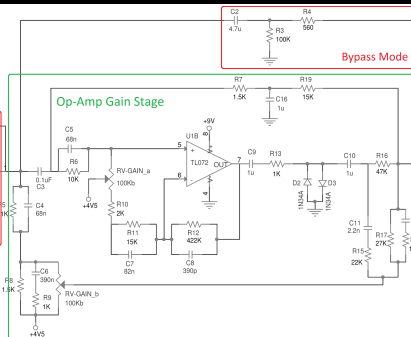 C2
4.7u
R4
560
R3
100K
Bypass Mode
Op-Amp Gain Stage
R7
1.5K
R19
15K
C16
1u
C5
68n
R6
10K
0.1uF
C3
RV-GAIN_a
100Kb
+4V5
U1B
+9V
8
5
TL072
OUT
7
6
4
C9
1u
R13
1K
D2
D3
1N34A
1N34A
C10
1u
R16
47K
C4
68n
1K
R10
2K
R11
15K
C7
82n
R12
422K
C8
390p
C11
2.2n
R15
22K
R17
27K
R8
1.5K
C6
390n
R9
1K
RV-GAIN_b
100Kb
+4V5